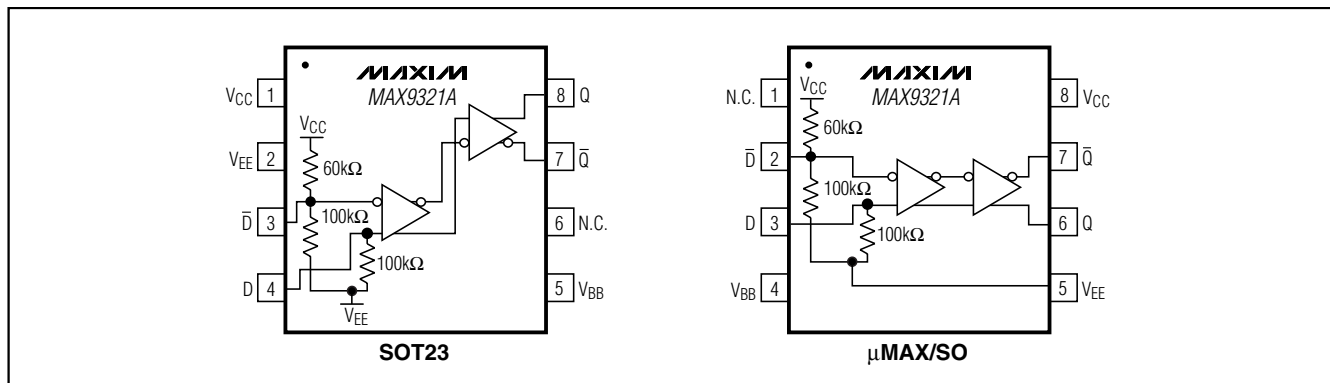 MAXIM
MAX9321A
VCC 1
VEE 2
D̅ 3
D 4
8 Q
7 Q̅
6 N.C.
5 VBB
VCC
60kΩ
100kΩ
100kΩ
VEE
SOT23
MAXIM
MAX9321A
N.C. 1
D̅ 2
D 3
VBB 4
8 VCC
7 Q̅
6 Q
5 VEE
VCC
60kΩ
100kΩ
100kΩ
μMAX/SO